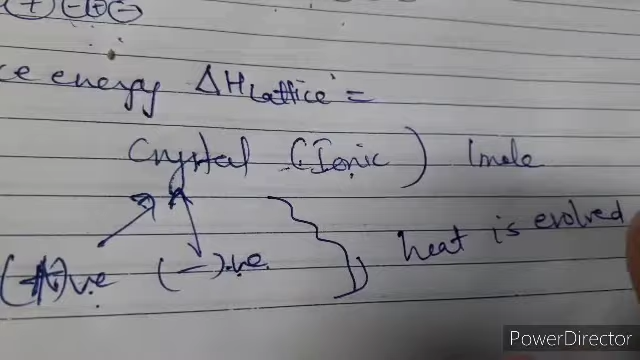 (+) (-) (+) (-)
ce energy ΔHLattice =
Crystal (Ionic) 1mole
(+)ve (-)ve heat is evolved
PowerDirector